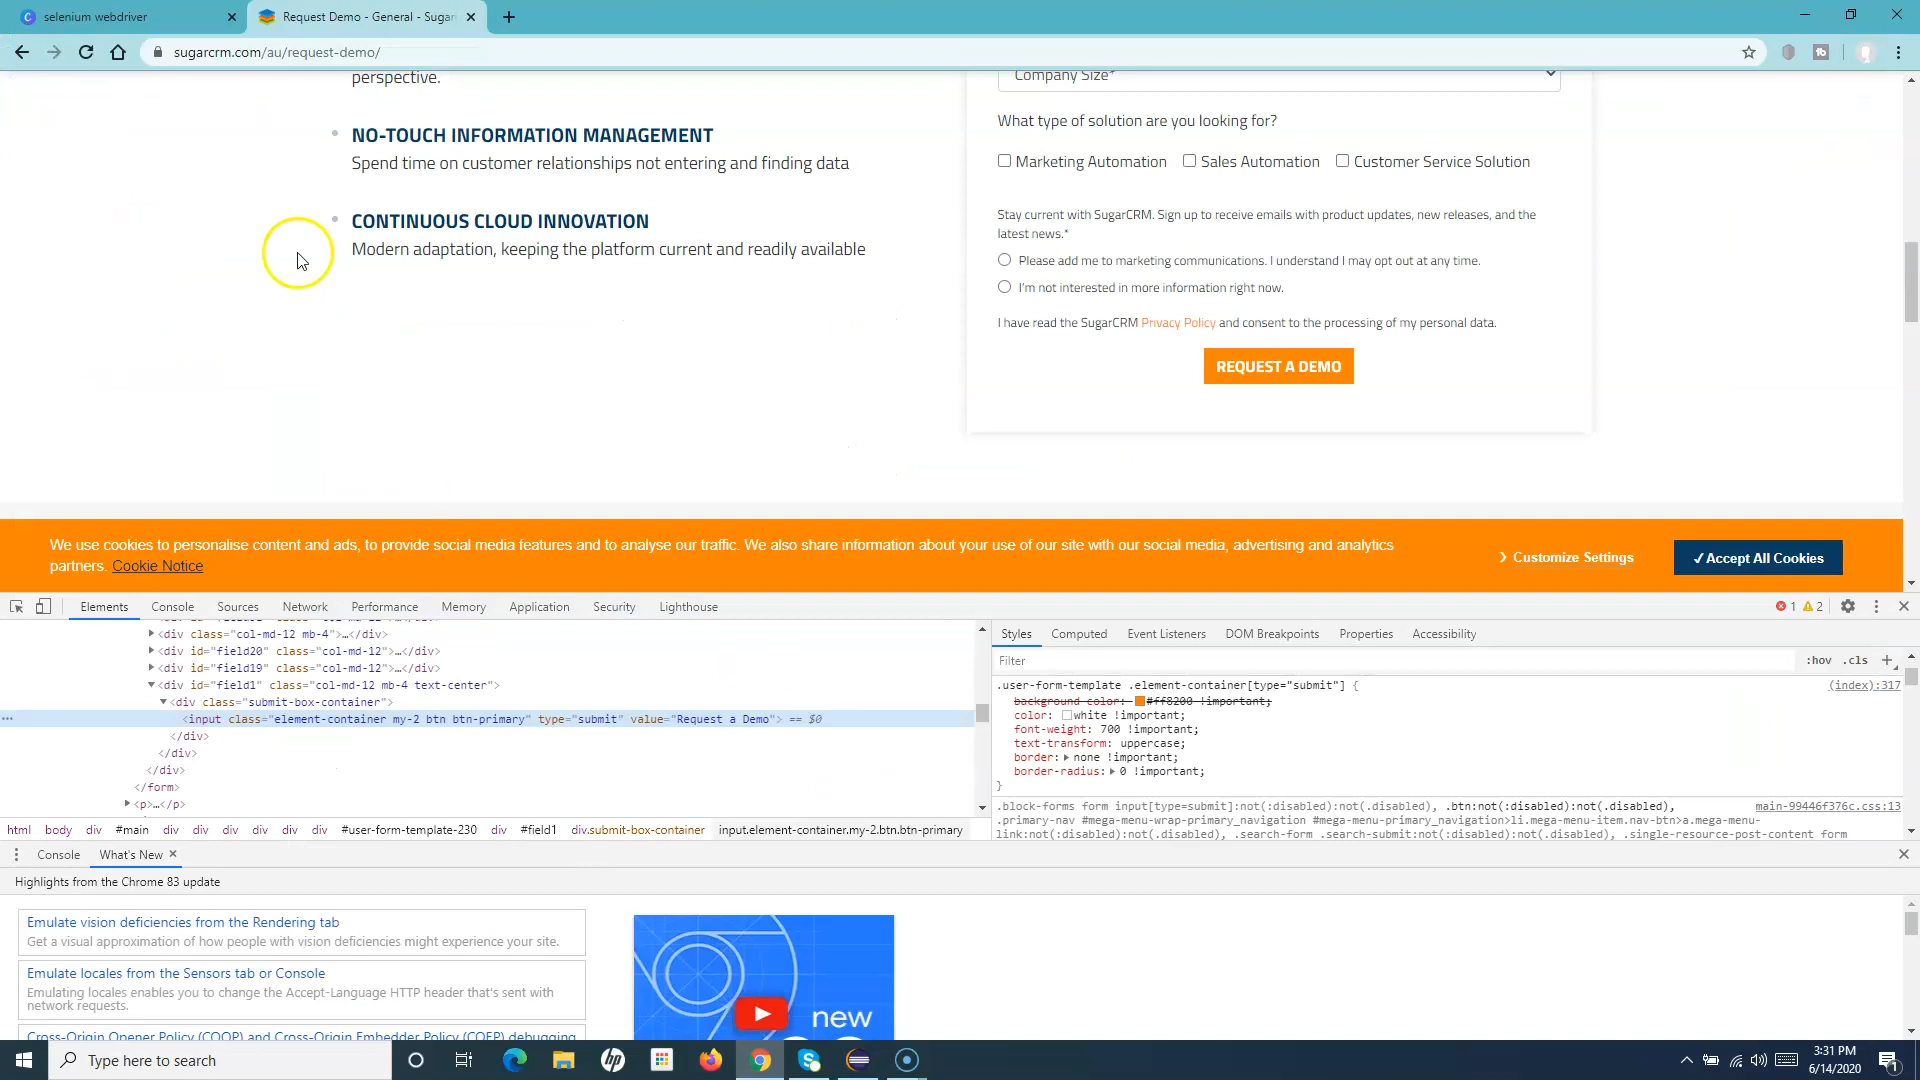 selenium webdriver
Request Demo - General - Sugar
sugarcrm.com/au/request-demo/
perspective.
NO-TOUCH INFORMATION MANAGEMENT
Spend time on customer relationships not entering and finding data
CONTINUOUS CLOUD INNOVATION
Modern adaptation, keeping the platform current and readily available
Company Size*
What type of solution are you looking for?
Marketing Automation Sales Automation Customer Service Solution
Stay current with SugarCRM. Sign up to receive emails with product updates, new releases, and the
latest news.*
Please add me to marketing communications. I understand I may opt out at any time.
I'm not interested in more information right now.
I have read the SugarCRM Privacy Policy and consent to the processing of my personal data.
REQUEST A DEMO
We use cookies to personalise content and ads, to provide social media features and to analyse our traffic. We also share information about your use of our site with our social media, advertising and analytics
partners. Cookie Notice
Customize Settings
✓Accept All Cookies
Elements Console Sources Network Performance Memory Application Security Lighthouse
1 2
<div class="col-md-12 mb-4">…</div>
<div id="field20" class="col-md-12">…</div>
<div id="field19" class="col-md-12">…</div>
<div id="field1" class="col-md-12 mb-4 text-center">
<div class="submit-box-container">
<input class="element-container my-2 btn btn-primary" type="submit" value="Request a Demo"> == $0
</div>
</div>
</div>
</form>
<p>…</p>
html body div #main div div div div div #user-form-template-230 div #field1 div.submit-box-container input.element-container.my-2.btn.btn-primary
Styles Computed Event Listeners DOM Breakpoints Properties Accessibility
Filter
:hov .cls +
.user-form-template .element-container[type="submit"] {
(index):317
background-color: #ff8200 !important;
color: white !important;
font-weight: 700 !important;
text-transform: uppercase;
border: none !important;
border-radius: 0 !important;
}
.block-forms form input[type=submit]:not(:disabled):not(.disabled), .btn:not(:disabled):not(.disabled),
main-99446f376c.css:13
.primary-nav #mega-menu-wrap-primary_navigation #mega-menu-primary_navigation>li.mega-menu-item.nav-btn>a.mega-menu-
link:not(:disabled):not(.disabled), .search-form .search-submit:not(:disabled):not(.disabled), .single-resource-post-content form
Console What's New
Highlights from the Chrome 83 update
Emulate vision deficiencies from the Rendering tab
Get a visual approximation of how people with vision deficiencies might experience your site.
Emulate locales from the Sensors tab or Console
Emulating locales enables you to change the Accept-Language HTTP header that's sent with
network requests.
Cross-Origin Opener Policy (COOP) and Cross-Origin Embedder Policy (COEP) debugging
new
Type here to search
3:31 PM
6/14/2020
1